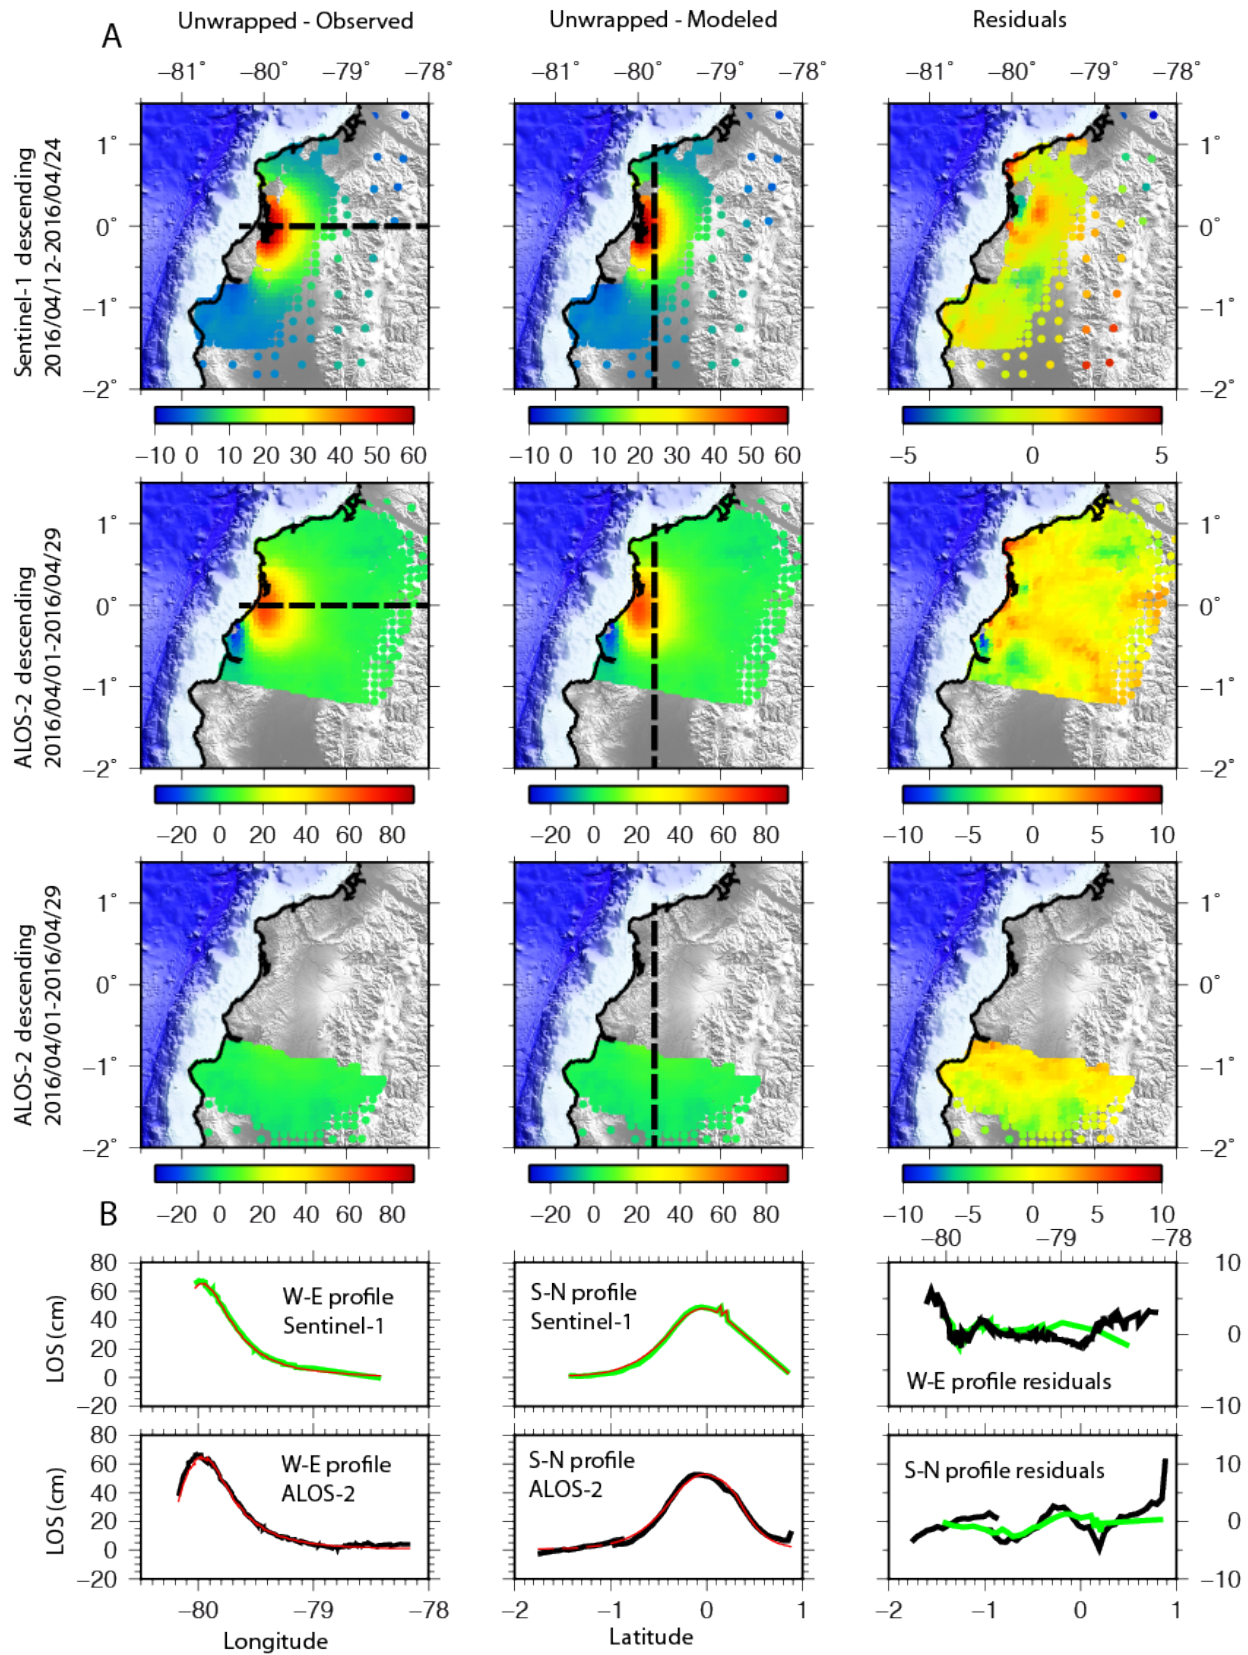 A
Unwrapped - Observed Unwrapped - Modeled Residuals
−81° −80° −79° −78° −81° −80° −79° −78° −81° −80° −79° −78°
Sentinel-1 descending
2016/04/12-2016/04/24
1° 1°
0° 0°
−1° −1°
−2° −2°
−10 0 10 20 30 40 50 60 −10 0 10 20 30 40 50 60 −5 0 5
ALOS-2 descending
2016/04/01-2016/04/29
1° 1°
0° 0°
−1° −1°
−2° −2°
−20 0 20 40 60 80 −20 0 20 40 60 80 −10 −5 0 5 10
ALOS-2 descending
2016/04/01-2016/04/29
1° 1°
0° 0°
−1° −1°
−2° −2°
−20 0 20 40 60 80 −20 0 20 40 60 80 −10 −5 0 5 10
B
−80 −79 −78
LOS (cm)
80
60
40
20
0
−20
W-E profile
Sentinel-1
S-N profile
Sentinel-1
W-E profile residuals
10
0
−10
LOS (cm)
80
60
40
20
0
−20
W-E profile
ALOS-2
S-N profile
ALOS-2
S-N profile residuals
10
0
−10
−80 −79 −78 −2 −1 0 1 −2 −1 0 1
Longitude Latitude